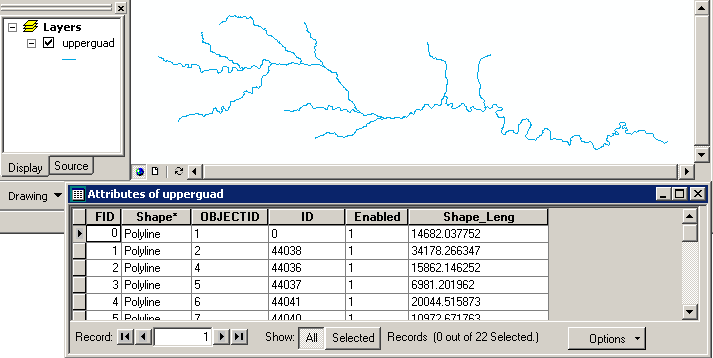 Layers
upperguad
Display Source
Drawing
Attributes of upperguad
FID Shape* OBJECTID ID Enabled Shape_Leng
0 Polyline 1 0 1 14682.037752
1 Polyline 2 44038 1 34178.266347
2 Polyline 4 44036 1 15862.146252
3 Polyline 5 44037 1 6981.201962
4 Polyline 6 44041 1 20044.515873
5 Polyline 7 44040 1 10972.671763
Record: 1 Show: All Selected Records (0 out of 22 Selected.) Options